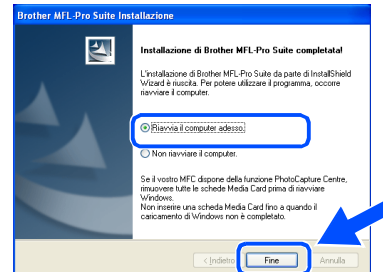 Brother MFL-Pro Suite Installazione
Installazione di Brother MFL-Pro Suite completata!
L'installazione di Brother MFL-Pro Suite da parte di InstallShield
Wizard è riuscita. Per potere utilizzare il programma, occorre
riavviare il computer.
Riavvia il computer adesso.
Non riavviare il computer.
Se il vostro MFC dispone della funzione PhotoCapture Centre,
rimuovere tutte le schede Media Card prima di riavviare
Windows.
Non inserire una scheda Media Card fino a quando il
caricamento di Windows non è completato.
< Indietro Fine Annulla